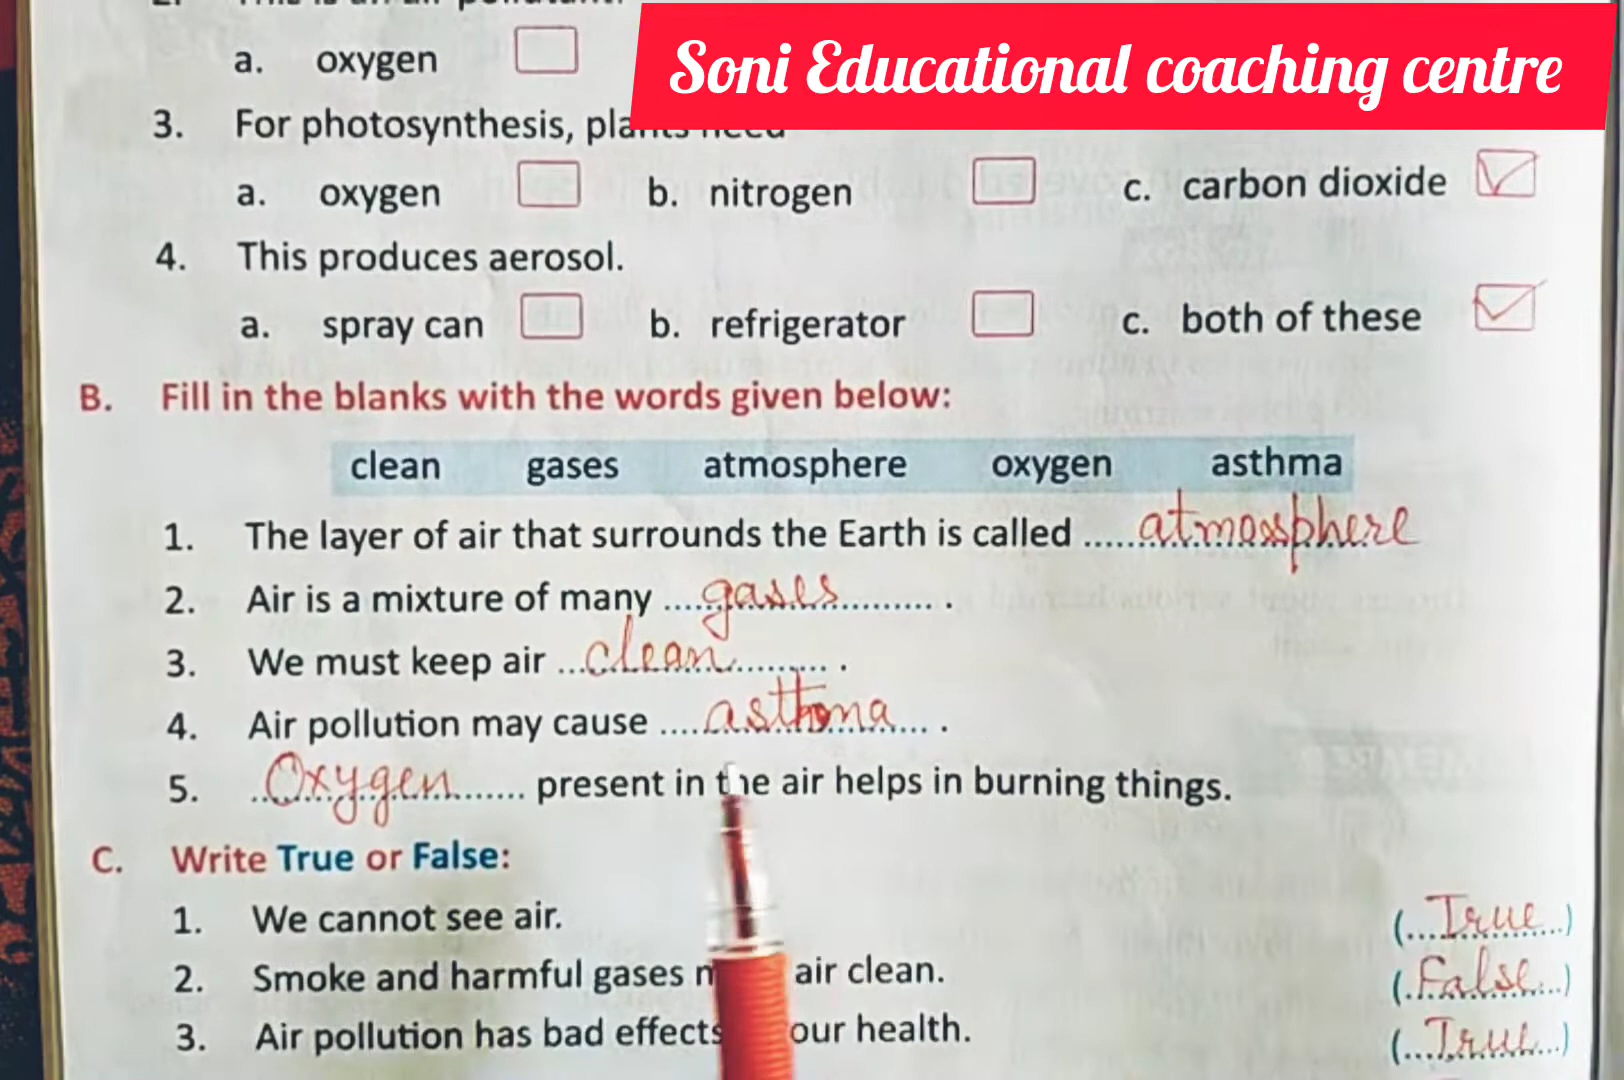 Soni Educational coaching centre
a. oxygen
3. For photosynthesis, plants need
a. oxygen b. nitrogen c. carbon dioxide
4. This produces aerosol.
a. spray can b. refrigerator c. both of these
B. Fill in the blanks with the words given below:
clean gases atmosphere oxygen asthma
1. The layer of air that surrounds the Earth is called ....atmosphere
2. Air is a mixture of many ....gases.......... .
3. We must keep air ...clean......... .
4. Air pollution may cause ....asthma.... .
5. ..Oxygen....... present in the air helps in burning things.
C. Write True or False:
1. We cannot see air. (...True...)
2. Smoke and harmful gases air clean. (.False...)
3. Air pollution has bad effects our health. (...True...)